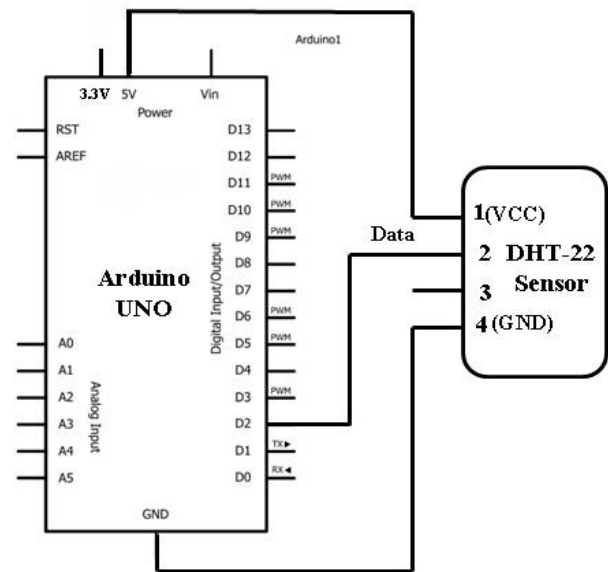 Arduino1
3.3V 5V Vin
Power
RST
AREF
D13
D12
D11 PWM
D10 PWM
D9 PWM
D8
D7
D6 PWM
D5 PWM
D4
D3 PWM
D2
D1 TX▶
D0 RX◀
Digital Input/Output
Arduino
UNO
A0
A1
A2
A3
A4
A5
Analog Input
GND
Data
1(VCC)
2 DHT-22
3 Sensor
4(GND)